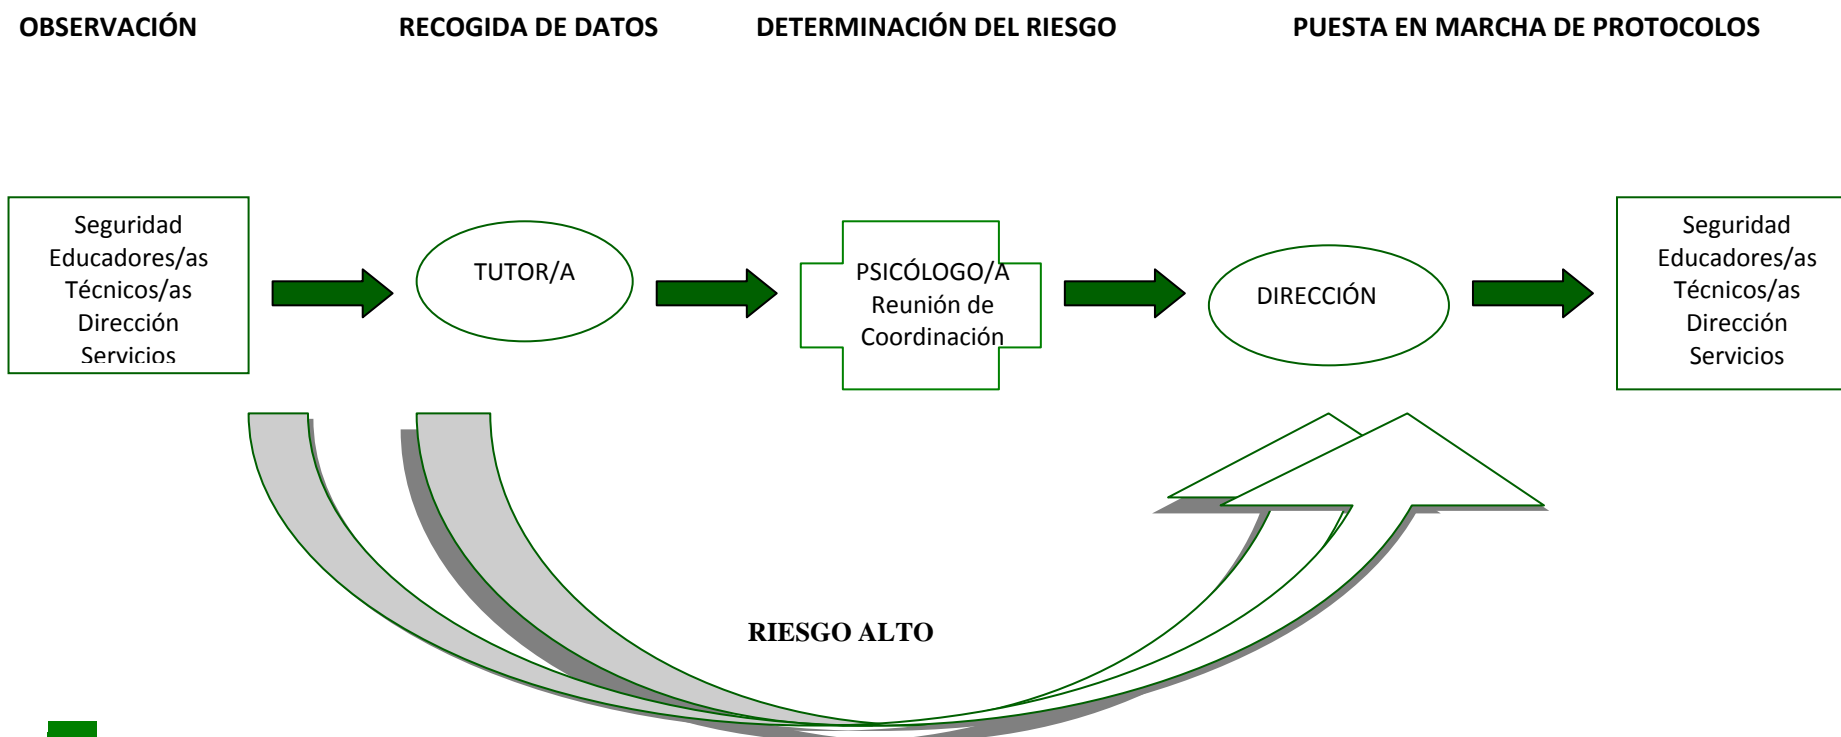 OBSERVACIÓN
RECOGIDA DE DATOS
DETERMINACIÓN DEL RIESGO
PUESTA EN MARCHA DE PROTOCOLOS
Seguridad
Educadores/as
Técnicos/as
Dirección
Servicios
TUTOR/A
PSICÓLOGO/A
Reunión de
Coordinación
DIRECCIÓN
Seguridad
Educadores/as
Técnicos/as
Dirección
Servicios
RIESGO ALTO